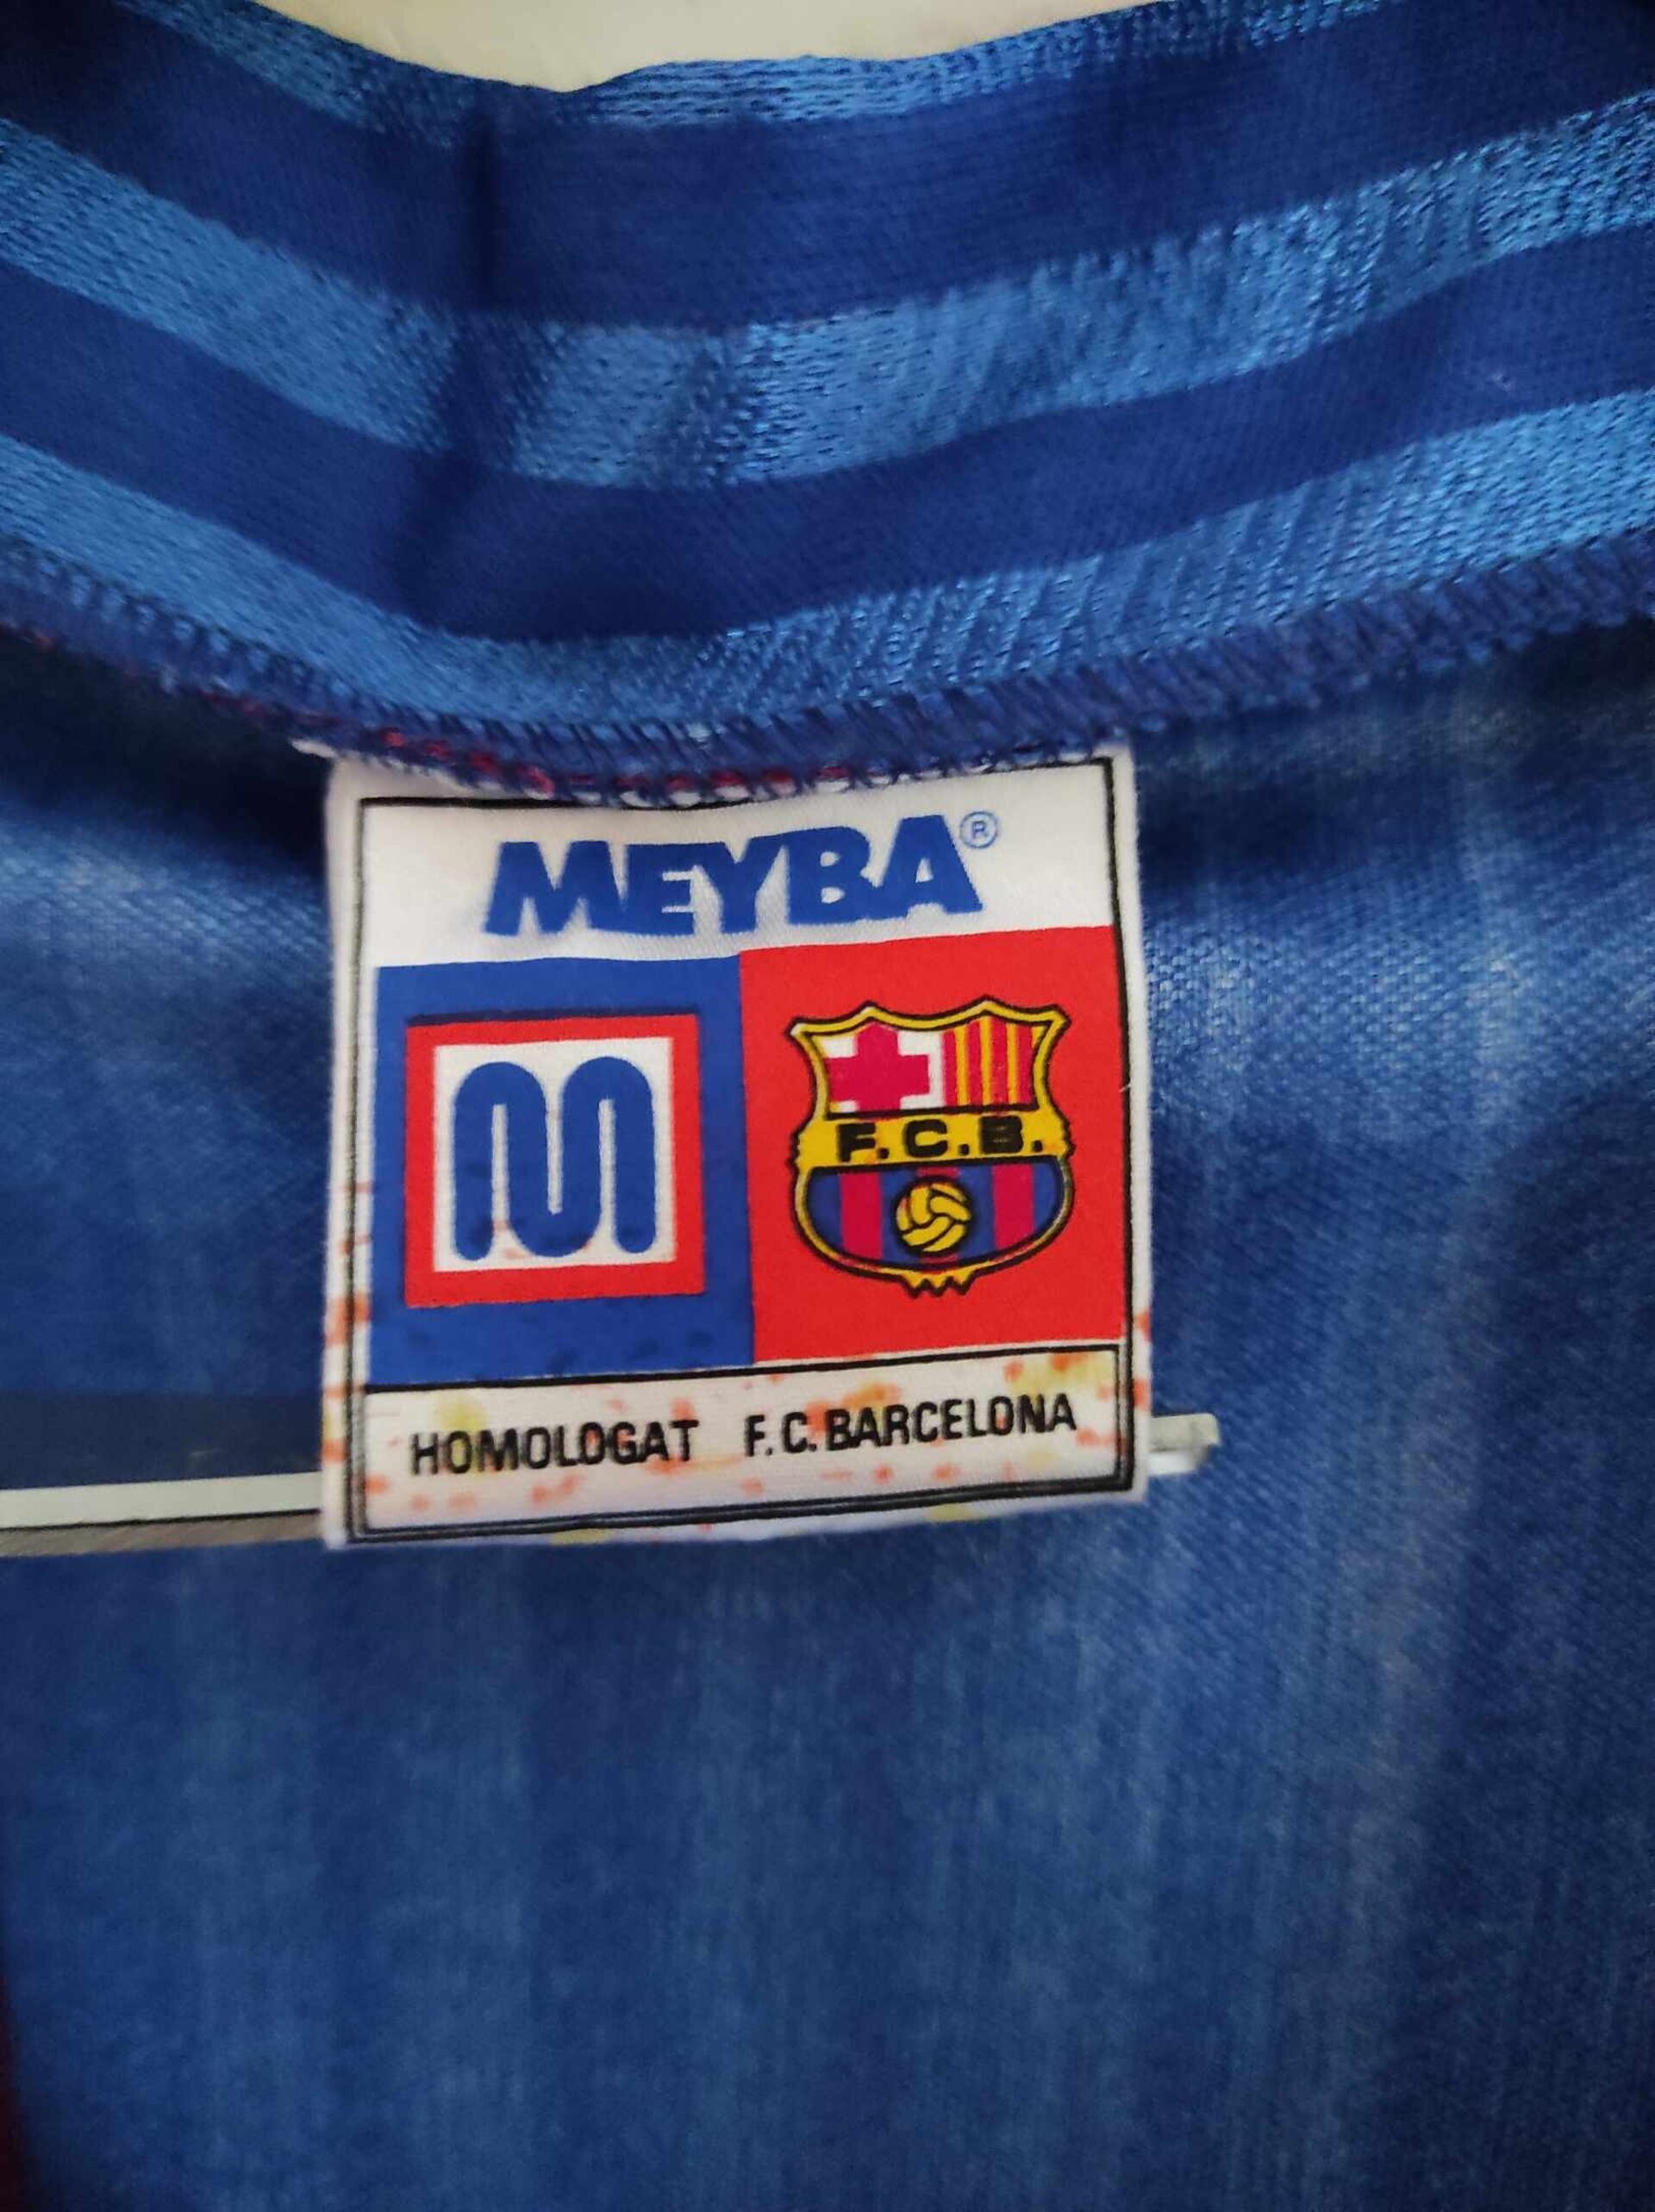 MEYBA®
M
F.C.B.
HOMOLOGAT F.C. BARCELONA